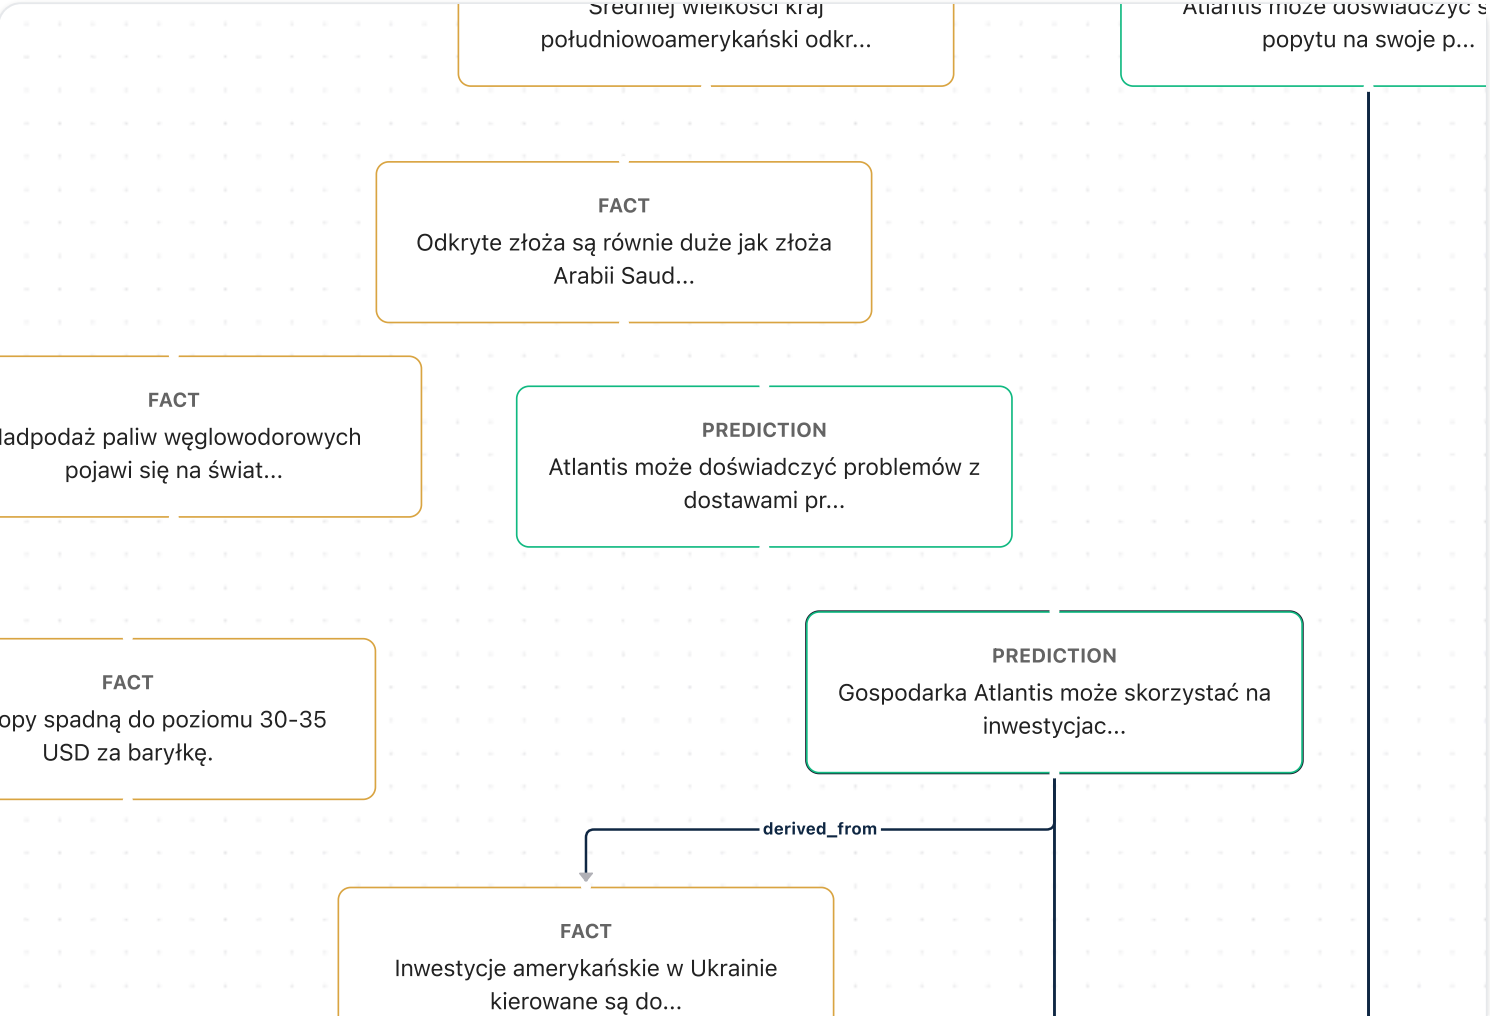 Średniej wielkości kraj
południowoamerykański odkr...
Atlantis może doświadczyć
popytu na swoje p...
FACT
Odkryte złoża są równie duże jak złoża
Arabii Saud...
FACT
Nadpodaż paliw węglowodorowych
pojawi się na świat...
PREDICTION
Atlantis może doświadczyć problemów z
dostawami pr...
PREDICTION
Gospodarka Atlantis może skorzystać na
inwestycjac...
FACT
opy spadną do poziomu 30-35
USD za baryłkę.
derived_from
FACT
Inwestycje amerykańskie w Ukrainie
kierowane są do...